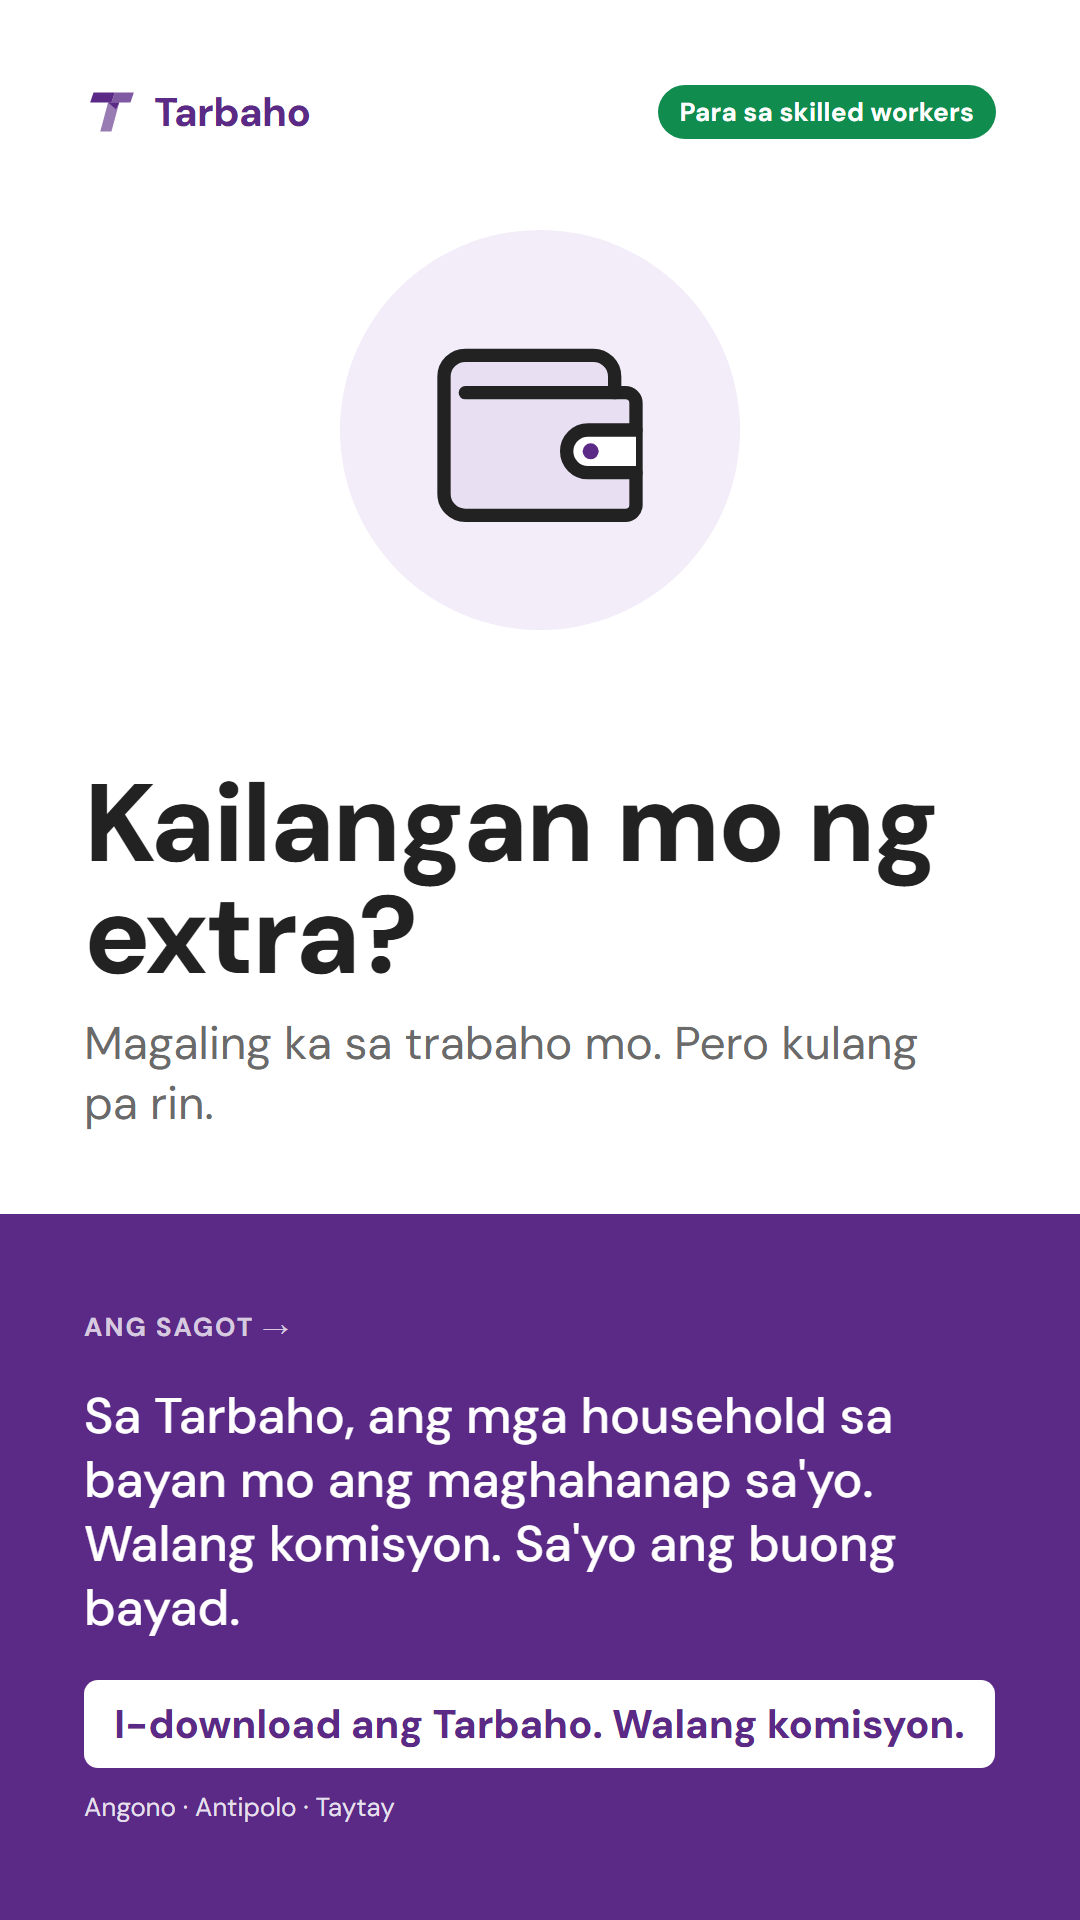 Tarbaho
Para sa skilled workers
Kailangan mo ng
extra?
Magaling ka sa trabaho mo. Pero kulang
pa rin.
ANG SAGOT →
Sa Tarbaho, ang mga household sa
bayan mo ang maghahanap sa'yo.
Walang komisyon. Sa'yo ang buong
bayad.
I-download ang Tarbaho. Walang komisyon.
Angono · Antipolo · Taytay